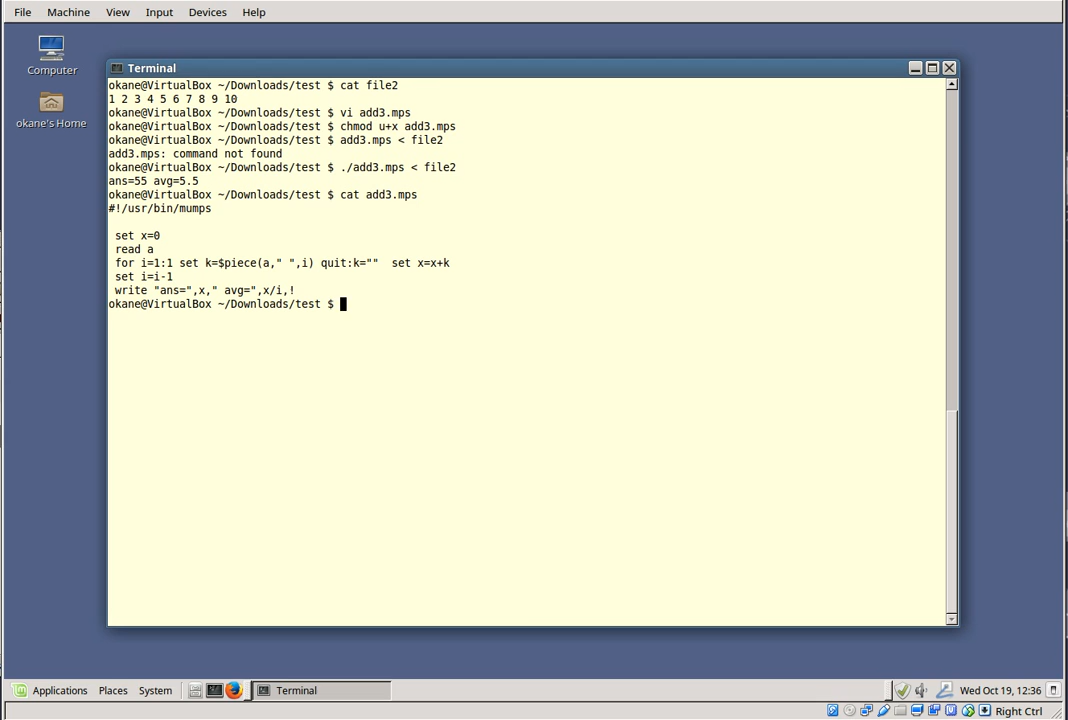 File Machine View Input Devices Help
Computer
okane's Home
Terminal
okane@VirtualBox ~/Downloads/test $ cat file2
1 2 3 4 5 6 7 8 9 10
okane@VirtualBox ~/Downloads/test $ vi add3.mps
okane@VirtualBox ~/Downloads/test $ chmod u+x add3.mps
okane@VirtualBox ~/Downloads/test $ add3.mps < file2
add3.mps: command not found
okane@VirtualBox ~/Downloads/test $ ./add3.mps < file2
ans=55 avg=5.5
okane@VirtualBox ~/Downloads/test $ cat add3.mps
#!/usr/bin/mumps
 set x=0
 read a
 for i=1:1 set k=$piece(a," ",i) quit:k=""  set x=x+k
 set i=i-1
 write "ans=",x," avg=",x/i,!
okane@VirtualBox ~/Downloads/test $
Applications Places System Terminal Wed Oct 19, 12:36
Right Ctrl